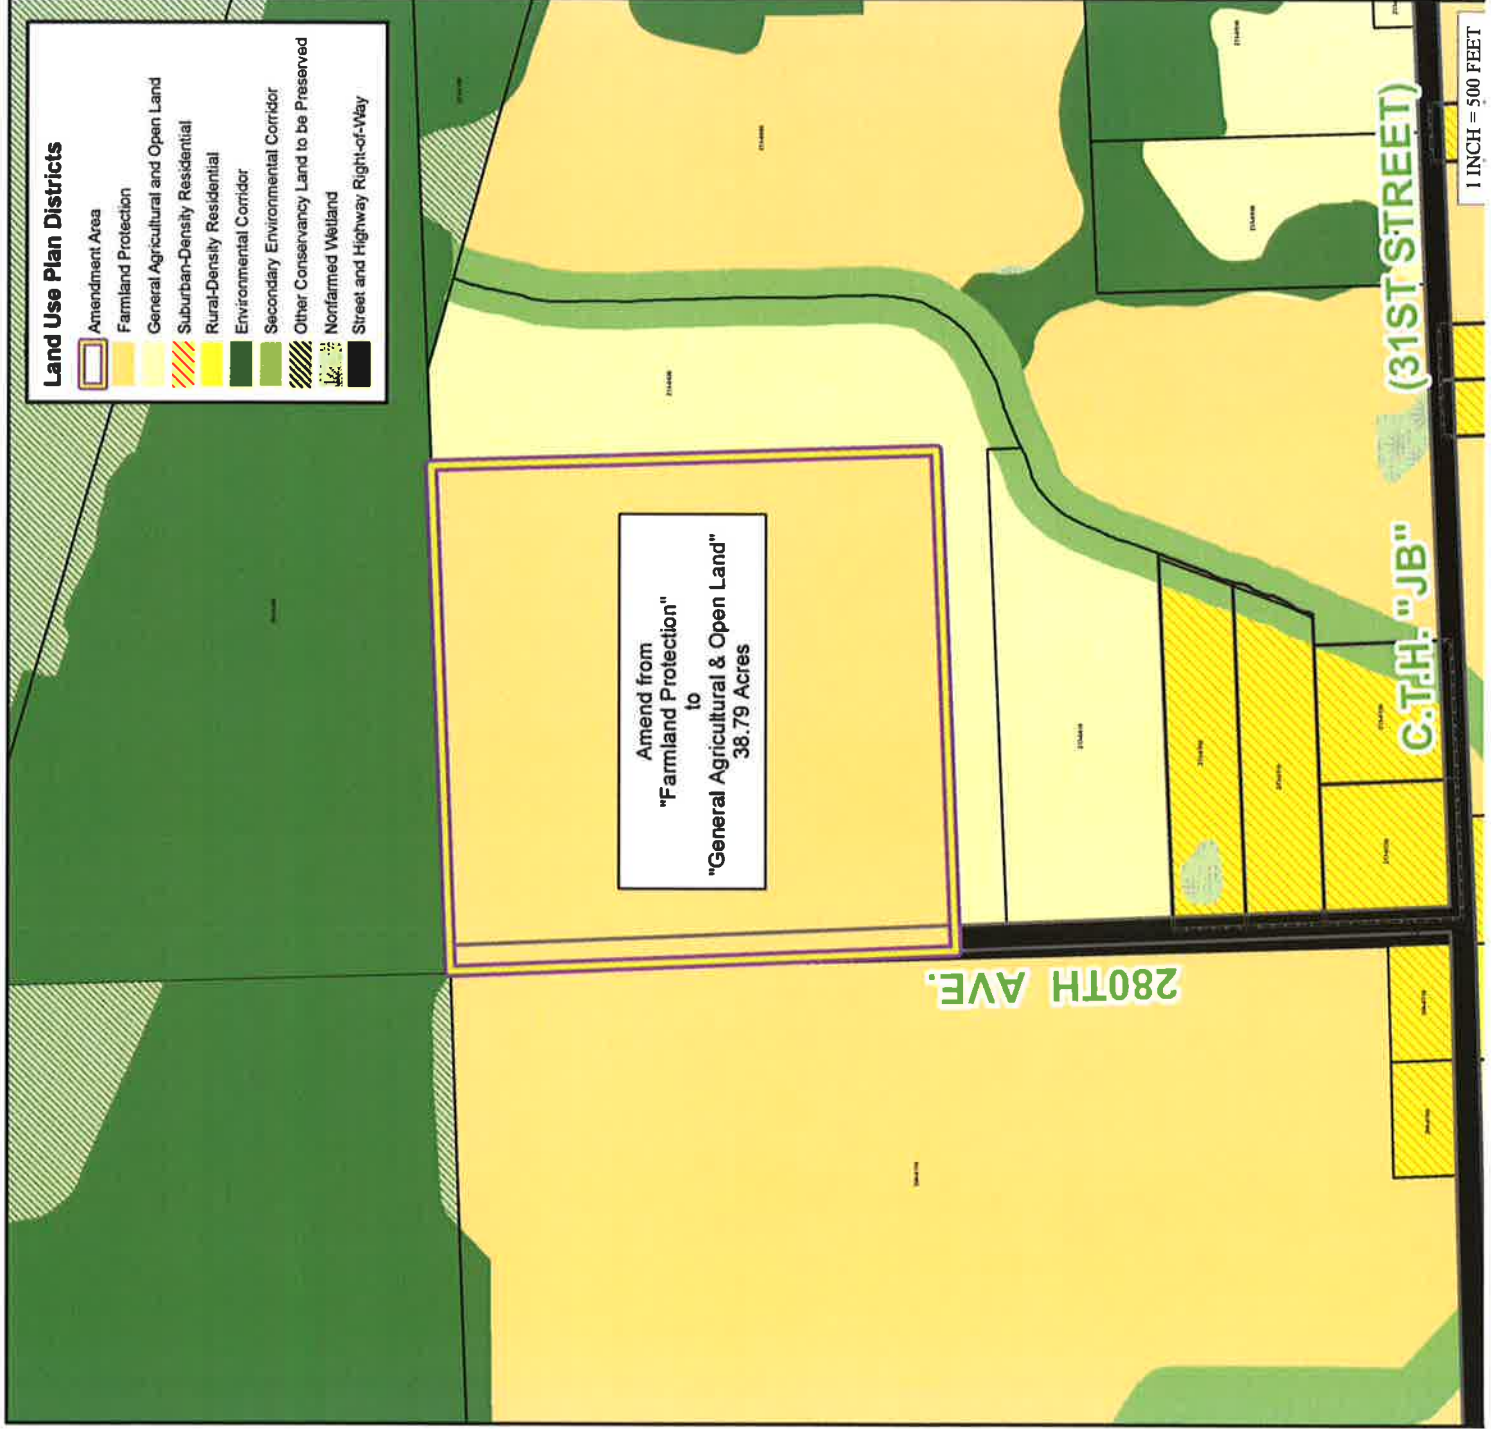 Land Use Plan Districts
Amendment Area
Farmland Protection
General Agricultural and Open Land
Suburban-Density Residential
Rural-Density Residential
Environmental Corridor
Secondary Environmental Corridor
Other Conservancy Land to be Preserved
Nonfarmed Wetland
Street and Highway Right-of-Way
Amend from
"Farmland Protection"
to
"General Agricultural & Open Land"
38.79 Acres
280TH AVE.
C.T.H. "JB" (31ST STREET)
1 INCH = 500 FEET